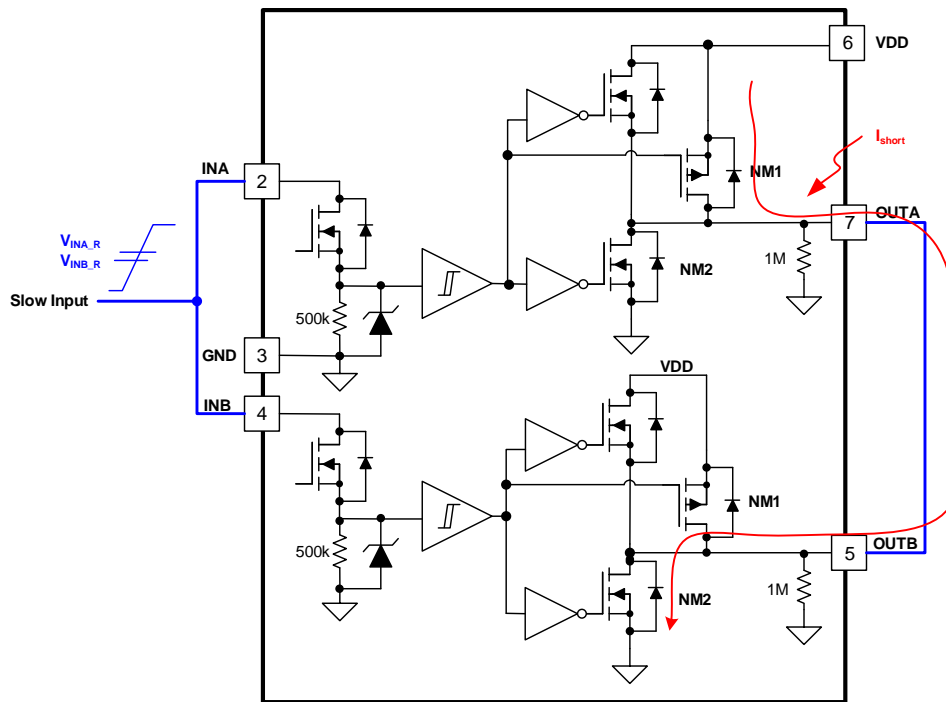 6 VDD
I_short
INA
2
NM1
OUTA
7
V_INA_R
V_INB_R
NM2
1M
Slow Input
500k
GND
3
VDD
INB
4
NM1
OUTB
5
500k
1M
NM2